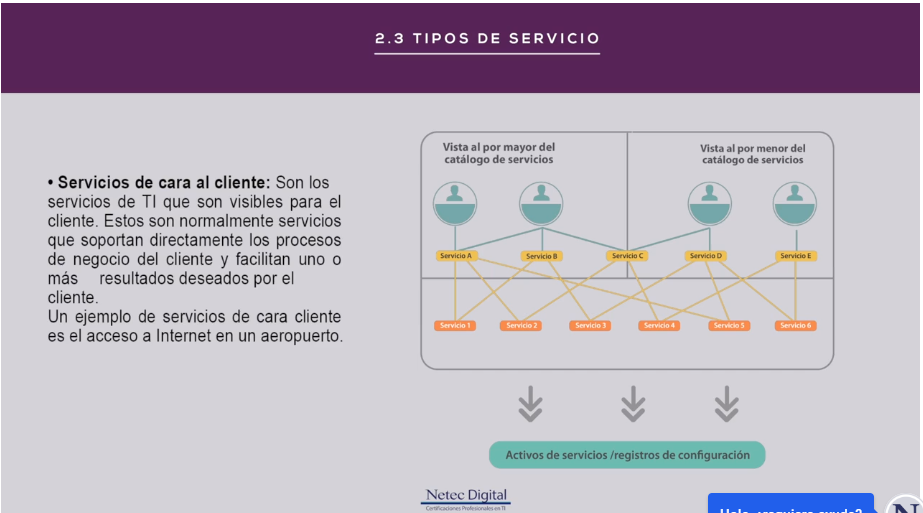 2.3 TIPOS DE SERVICIO
• Servicios de cara al cliente: Son los
servicios de TI que son visibles para el
cliente. Estos son normalmente servicios
que soportan directamente los procesos
de negocio del cliente y facilitan uno o
más resultados deseados por el
cliente.
Un ejemplo de servicios de cara cliente
es el acceso a Internet en un aeropuerto.
Vista al por mayor del
catálogo de servicios
Vista al por menor del
catálogo de servicios
Servicio A
Servicio B
Servicio C
Servicio D
Servicio E
Servicio 1
Servicio 2
Servicio 3
Servicio 4
Servicio 5
Servicio 6
Activos de servicios /registros de configuración
Netec Digital
Certificaciones Profesionales en TI